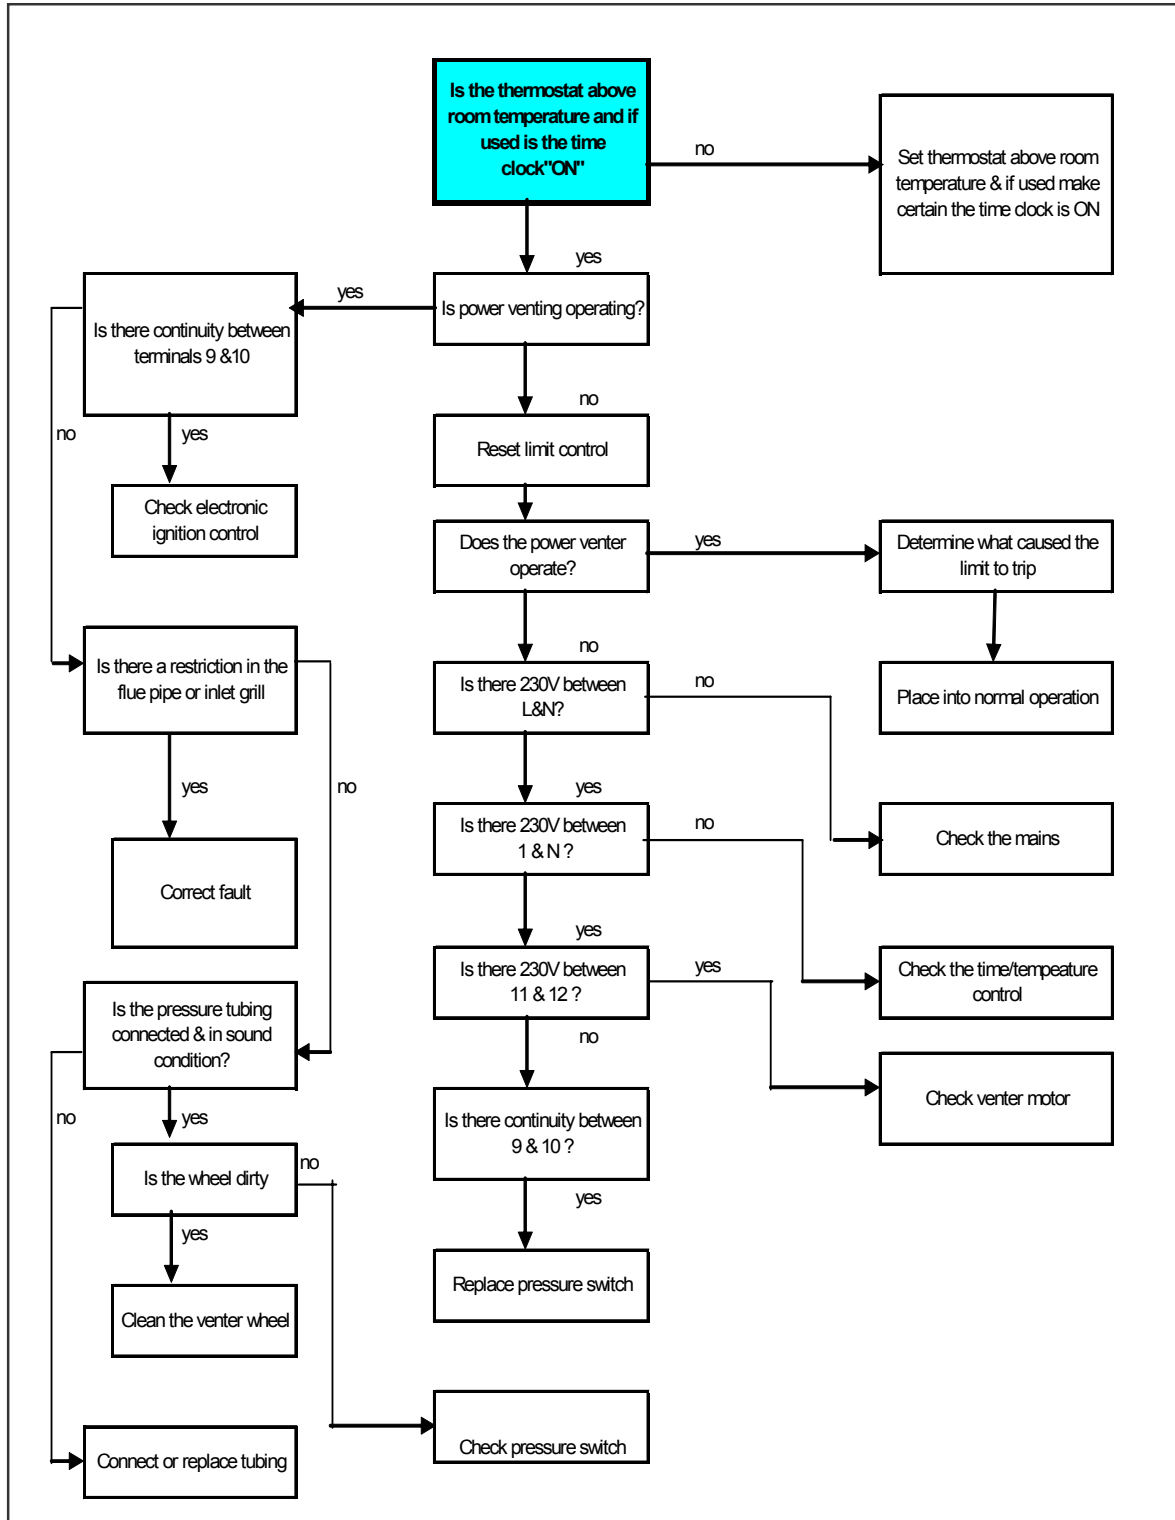 Is the thermostat above
room temperature and if
used is the time
clock"ON"
no
Set thermostat above room
temperature & if used make
certain the time clock is ON
yes
Is power venting operating?
yes
Is there continuity between
terminals 9 &10
no
yes
Check electronic
ignition control
no
Reset limit control
Does the power venter
operate?
yes
Determine what caused the
limit to trip
Place into normal operation
no
Is there 230V between
L&N?
no
Check the mains
yes
Is there 230V between
1 & N ?
no
Check the time/tempeature
control
yes
Is there 230V between
11 & 12 ?
yes
Check venter motor
no
Is there continuity between
9 & 10 ?
yes
Replace pressure switch
Is there a restriction in the
flue pipe or inlet grill
yes
no
Correct fault
Is the pressure tubing
connected & in sound
condition?
no
yes
Is the wheel dirty
no
yes
Clean the venter wheel
Check pressure switch
Connect or replace tubing